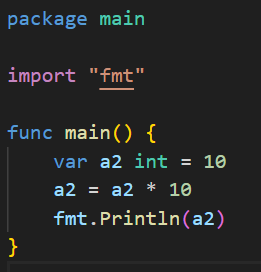 package main
import "fmt"
func main() {
    var a2 int = 10
    a2 = a2 * 10
    fmt.Println(a2)
}